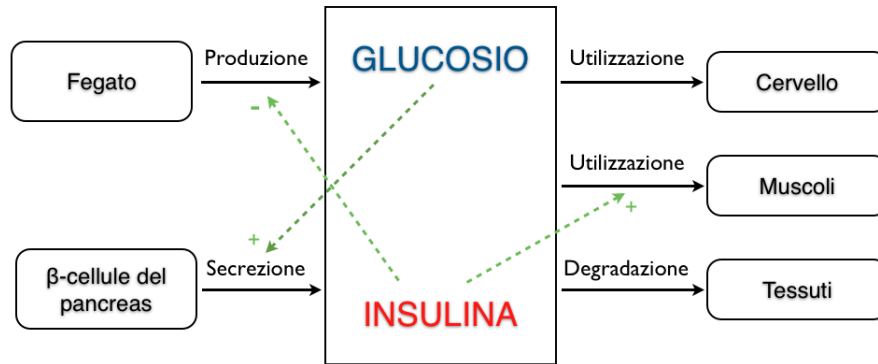 Fegato
Produzione
GLUCOSIO
Utilizzazione
Cervello
-
Utilizzazione
Muscoli
+
+
β-cellule del
pancreas
Secrezione
INSULINA
Degradazione
Tessuti